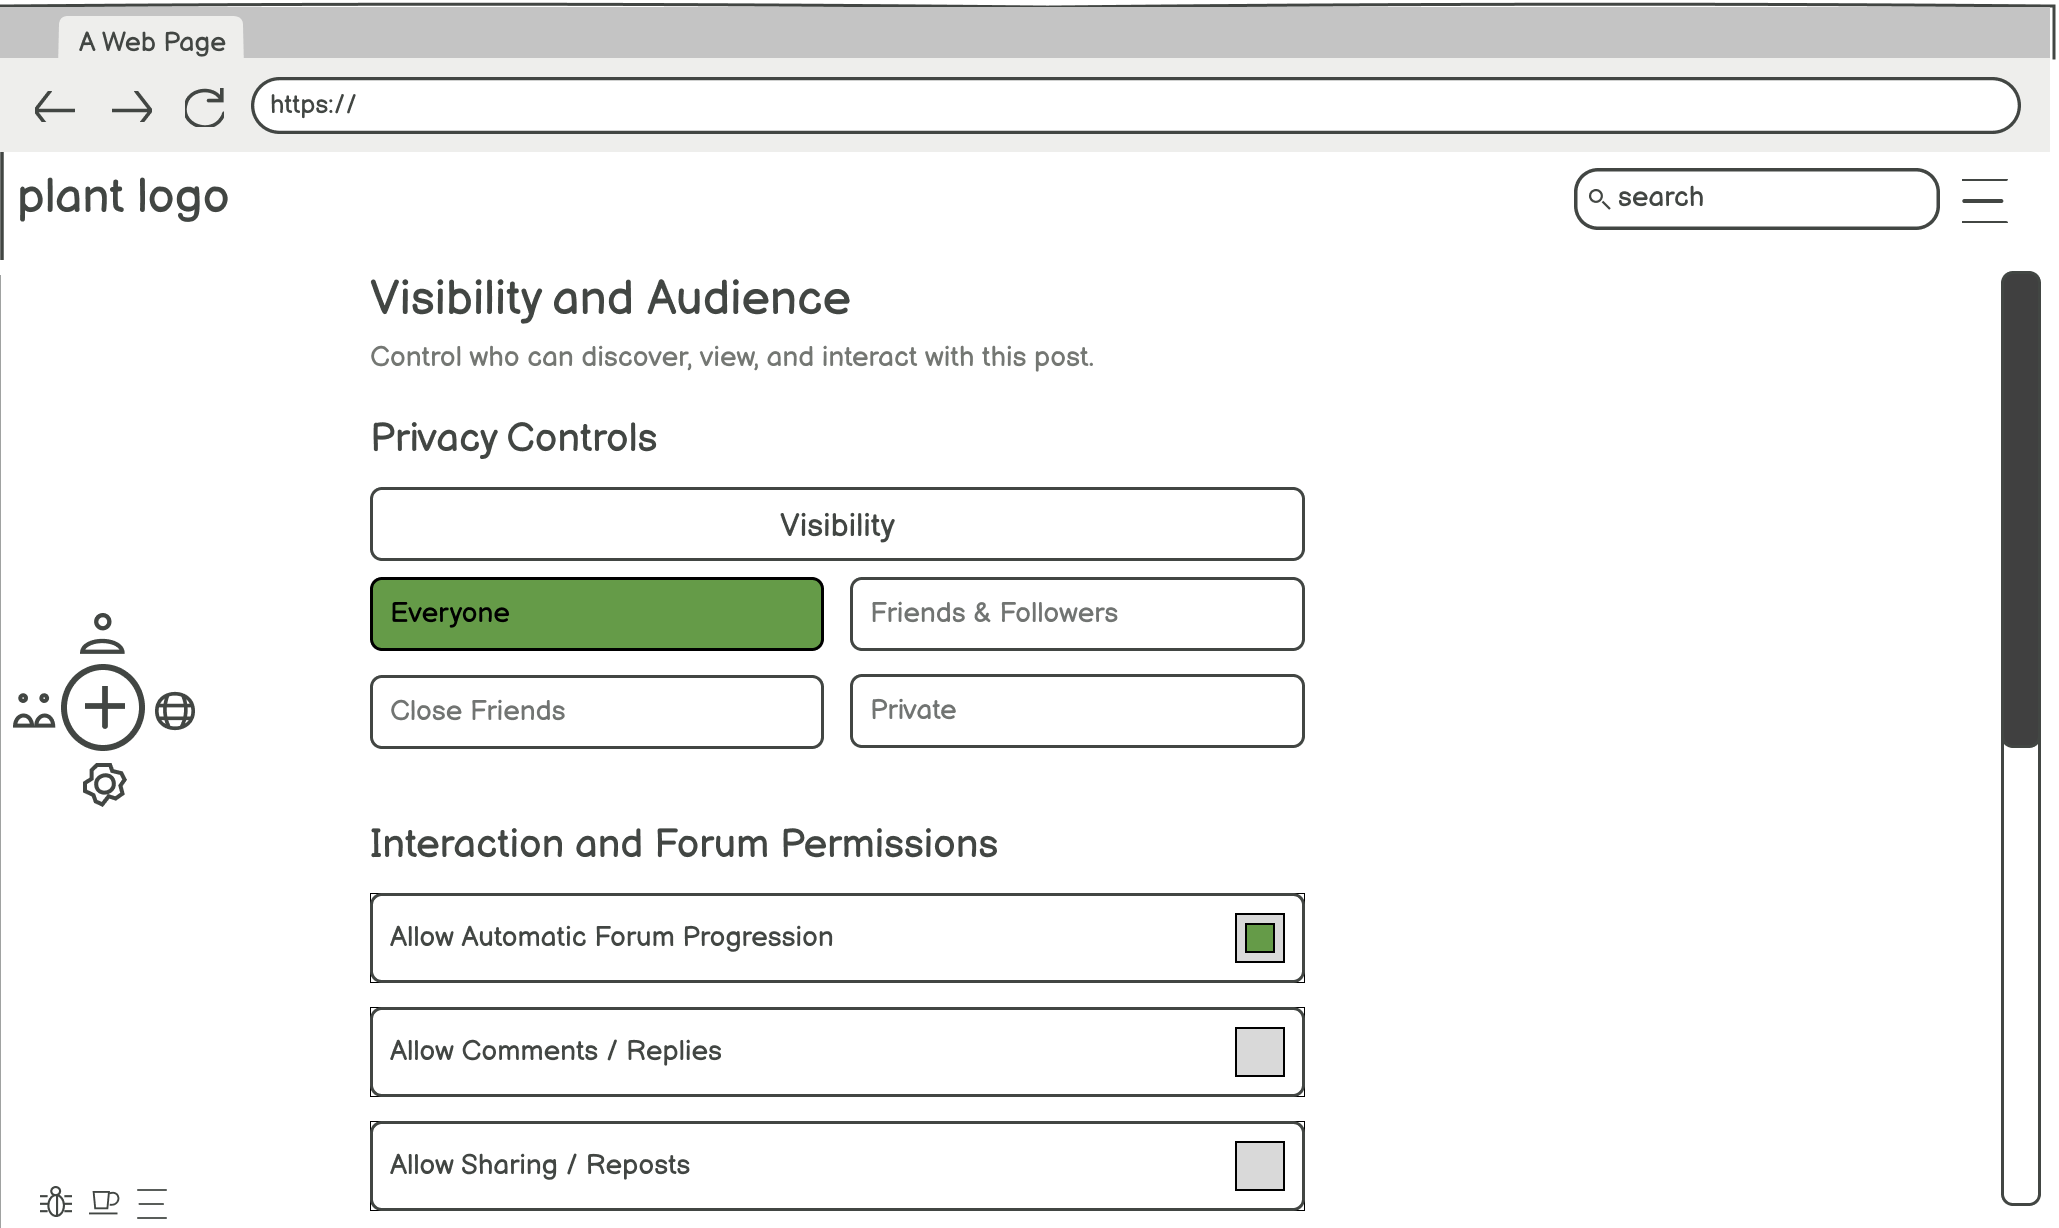 A Web Page
https://
plant logo
search
Visibility and Audience
Control who can discover, view, and interact with this post.
Privacy Controls
Visibility
Everyone
Friends & Followers
Close Friends
Private
Interaction and Forum Permissions
Allow Automatic Forum Progression
Allow Comments / Replies
Allow Sharing / Reposts